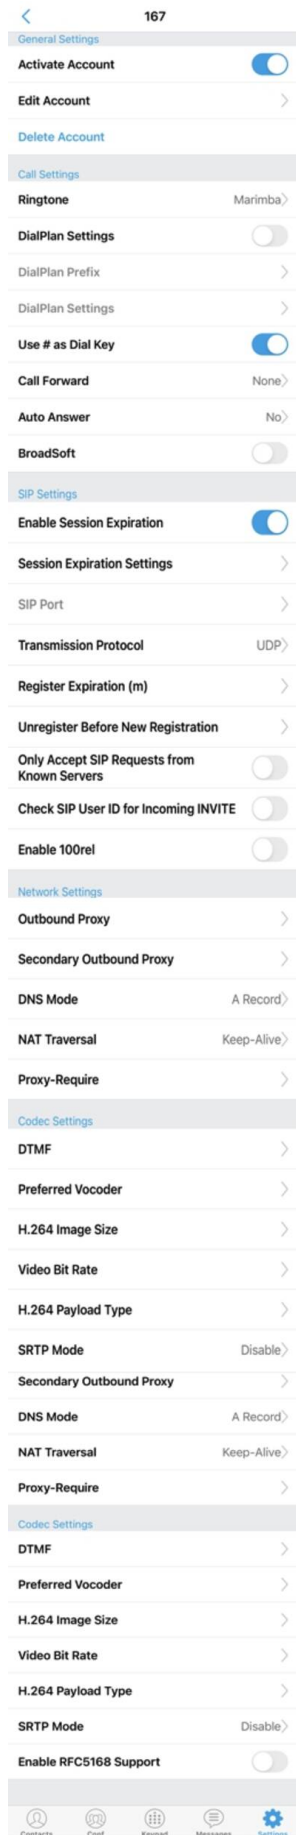 167
General Settings
Activate Account
Edit Account
Delete Account
Call Settings
Ringtone Marimba
DialPlan Settings
DialPlan Prefix
DialPlan Settings
Use # as Dial Key
Call Forward None
Auto Answer No
BroadSoft
SIP Settings
Enable Session Expiration
Session Expiration Settings
SIP Port
Transmission Protocol UDP
Register Expiration (m)
Unregister Before New Registration
Only Accept SIP Requests from
Known Servers
Check SIP User ID for Incoming INVITE
Enable 100rel
Network Settings
Outbound Proxy
Secondary Outbound Proxy
DNS Mode A Record
NAT Traversal Keep-Alive
Proxy-Require
Codec Settings
DTMF
Preferred Vocoder
H.264 Image Size
Video Bit Rate
H.264 Payload Type
SRTP Mode Disable
Secondary Outbound Proxy
DNS Mode A Record
NAT Traversal Keep-Alive
Proxy-Require
Codec Settings
DTMF
Preferred Vocoder
H.264 Image Size
Video Bit Rate
H.264 Payload Type
SRTP Mode Disable
Enable RFC5168 Support
Contacts Conf Keypad Messages Settings